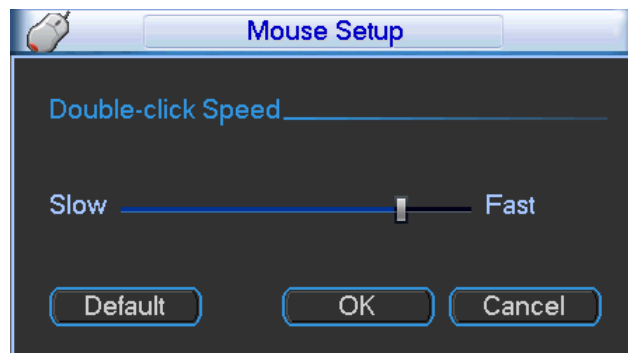 Mouse Setup
Double-click Speed
Slow Fast
Default OK Cancel